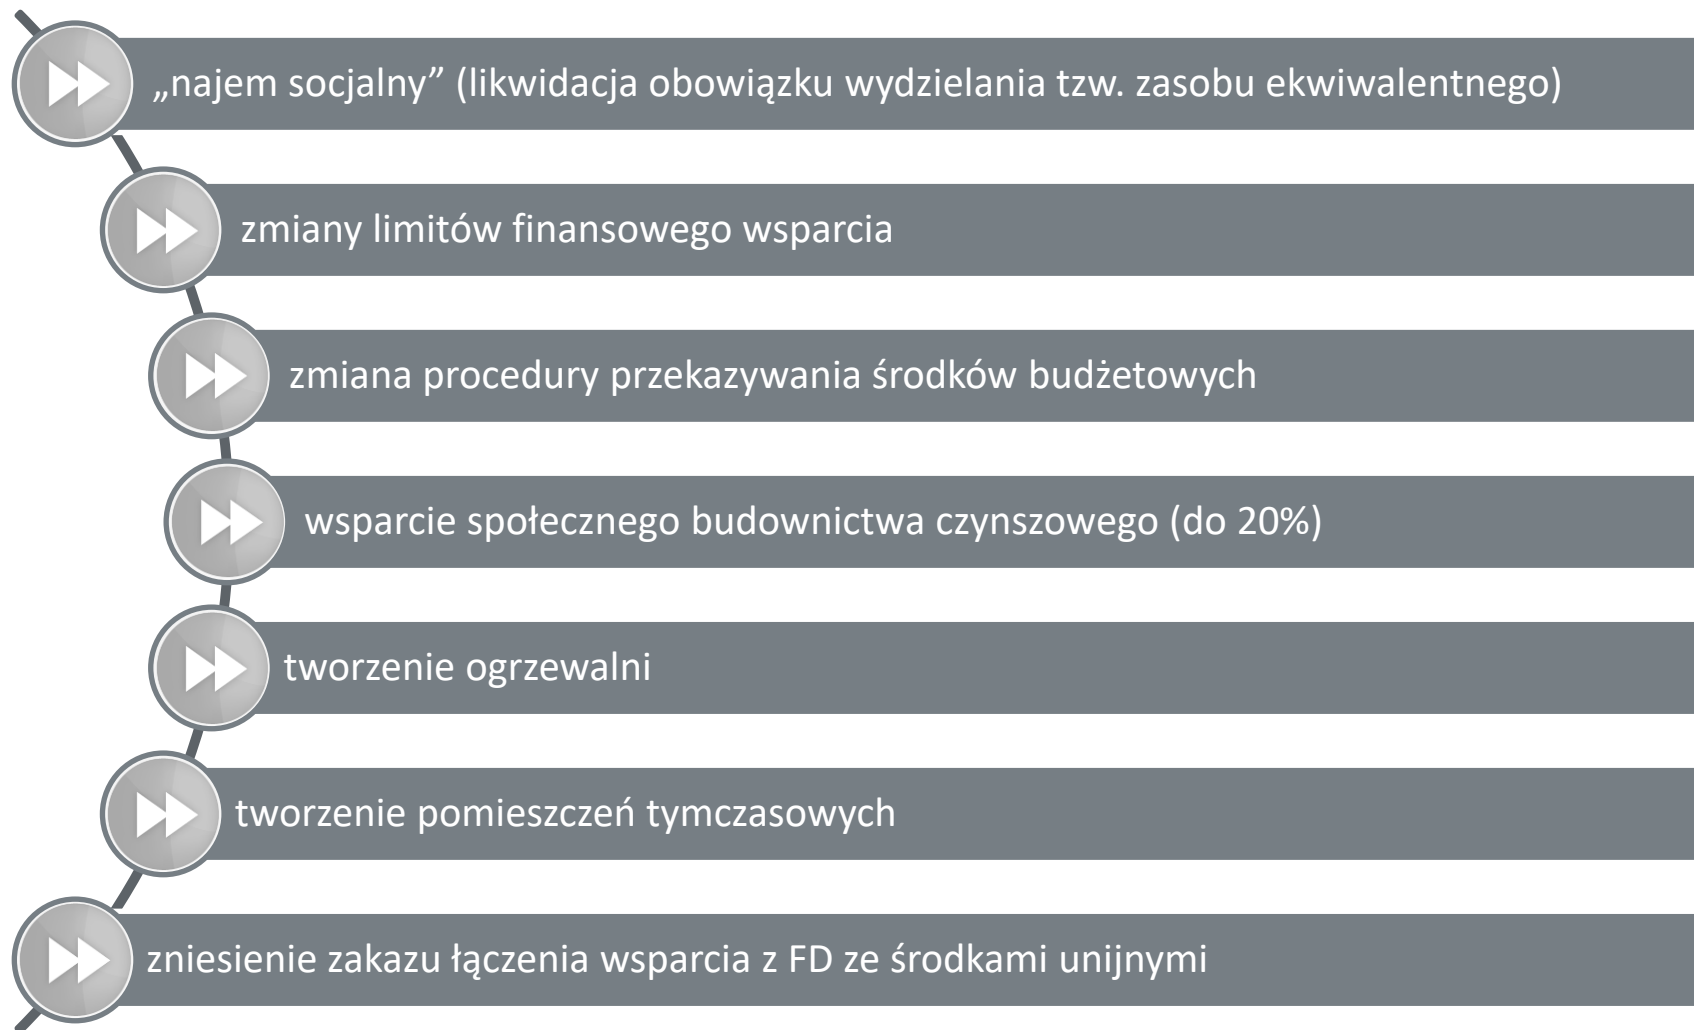 „najem socjalny” (likwidacja obowiązku wydzielania tzw. zasobu ekwiwalentnego)
zmiany limitów finansowego wsparcia
zmiana procedury przekazywania środków budżetowych
wsparcie społecznego budownictwa czynszowego (do 20%)
tworzenie ogrzewalni
tworzenie pomieszczeń tymczasowych
zniesienie zakazu łączenia wsparcia z FD ze środkami unijnymi